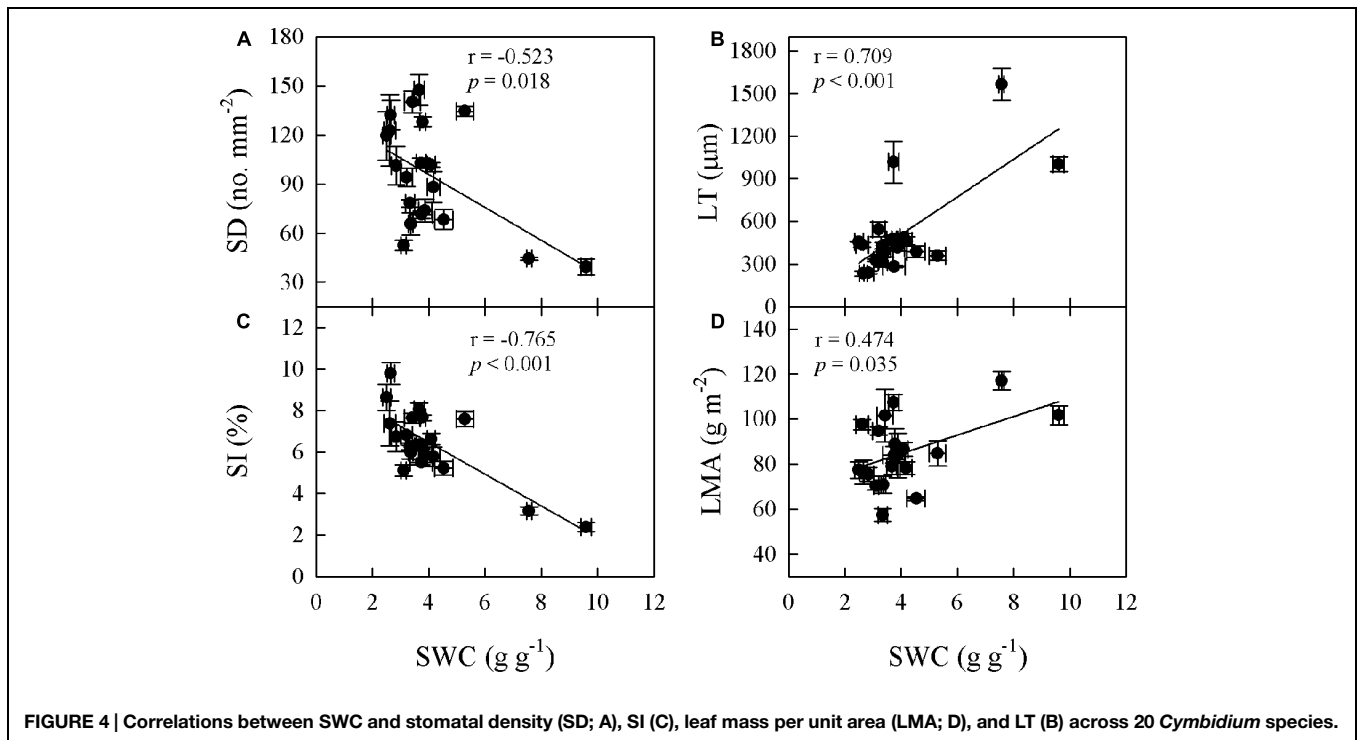 A
r = -0.523
p = 0.018
SD (no. mm⁻²)
180
150
120
90
60
30
B
r = 0.709
p < 0.001
LT (μm)
1800
1500
1200
900
600
300
0
C
r = -0.765
p < 0.001
SI (%)
12
10
8
6
4
2
0
0 2 4 6 8 10 12
SWC (g g⁻¹)
D
r = 0.474
p = 0.035
LMA (g m⁻²)
140
120
100
80
60
40
0 2 4 6 8 10 12
SWC (g g⁻¹)
FIGURE 4 | Correlations between SWC and stomatal density (SD; A), SI (C), leaf mass per unit area (LMA; D), and LT (B) across 20 Cymbidium species.